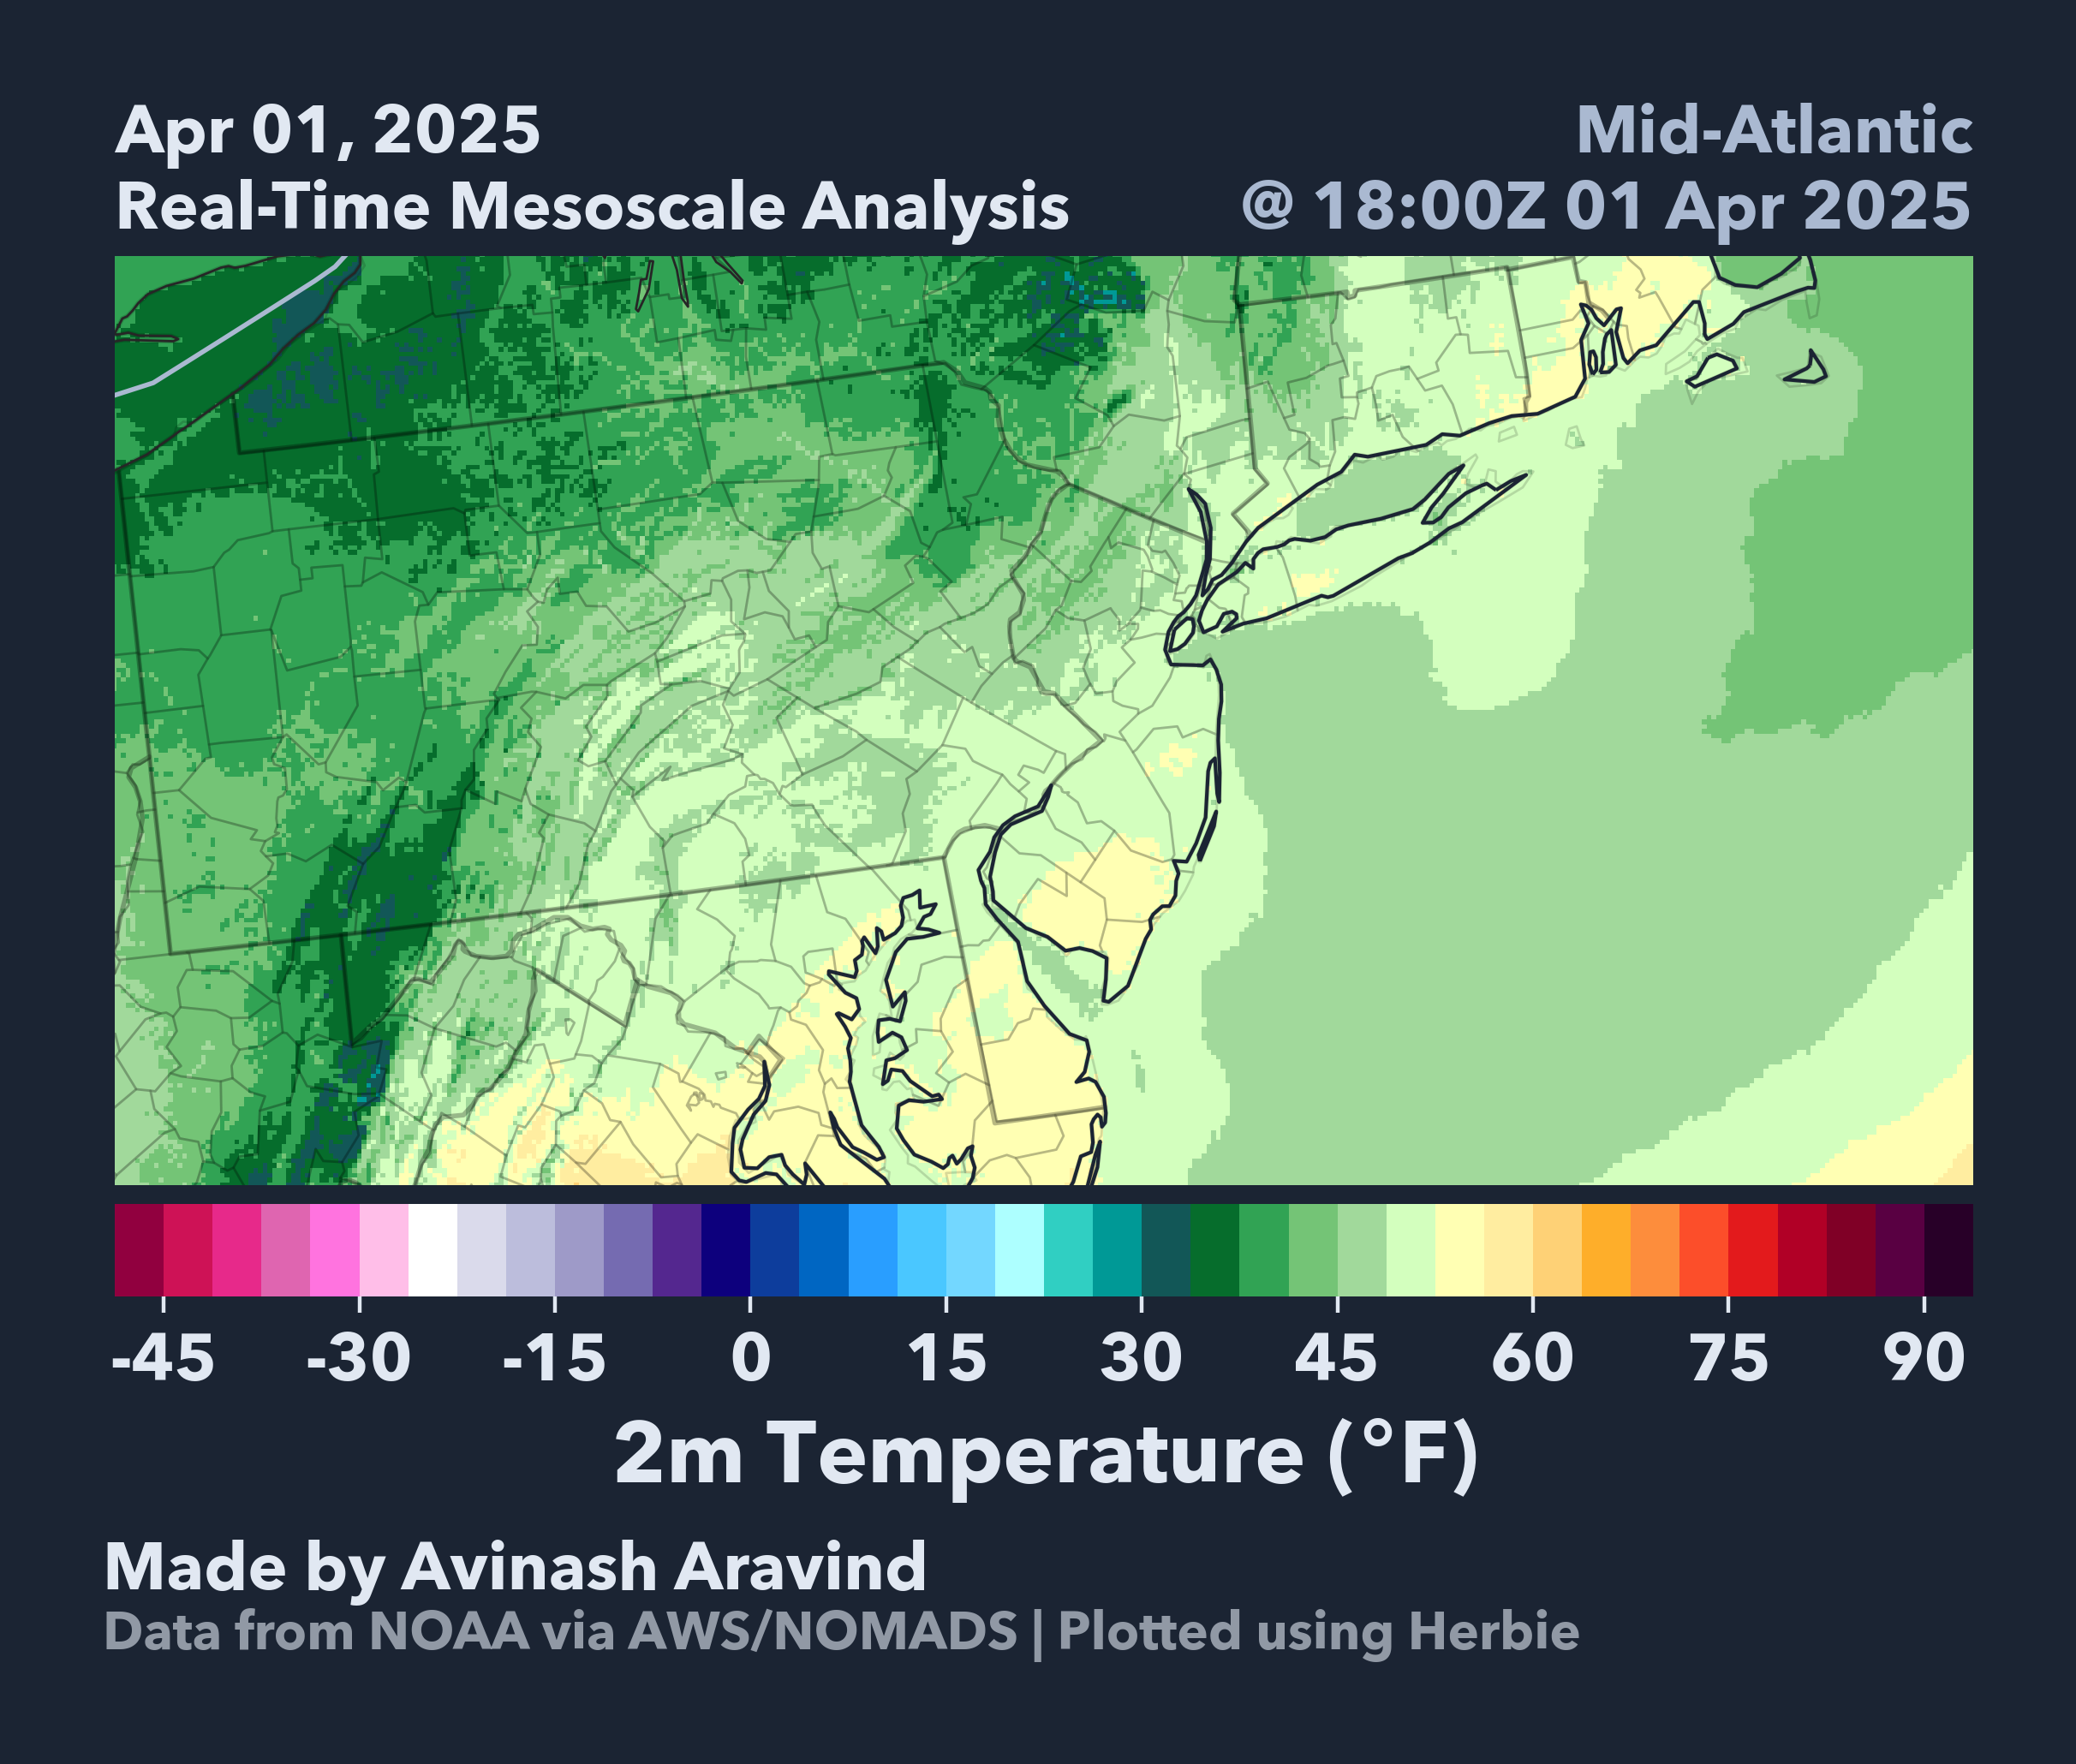 Apr 01, 2025
Mid-Atlantic
Real-Time Mesoscale Analysis
@ 18:00Z 01 Apr 2025
-45 -30 -15 0 15 30 45 60 75 90
2m Temperature (°F)
Made by Avinash Aravind
Data from NOAA via AWS/NOMADS | Plotted using Herbie